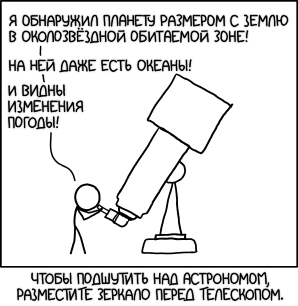 Я ОБНАРУЖИЛ ПЛАНЕТУ РАЗМЕРОМ С ЗЕМЛЮ
В ОКОЛОЗВЁЗДНОЙ ОБИТАЕМОЙ ЗОНЕ!
НА НЕЙ ДАЖЕ ЕСТЬ ОКЕАНЫ!
И ВИДНЫ
ИЗМЕНЕНИЯ
ПОГОДЫ!
ЧТОБЫ ПОДШУТИТЬ НАД АСТРОНОМОМ,
РАЗМЕСТИТЕ ЗЕРКАЛО ПЕРЕД ТЕЛЕСКОПОМ.